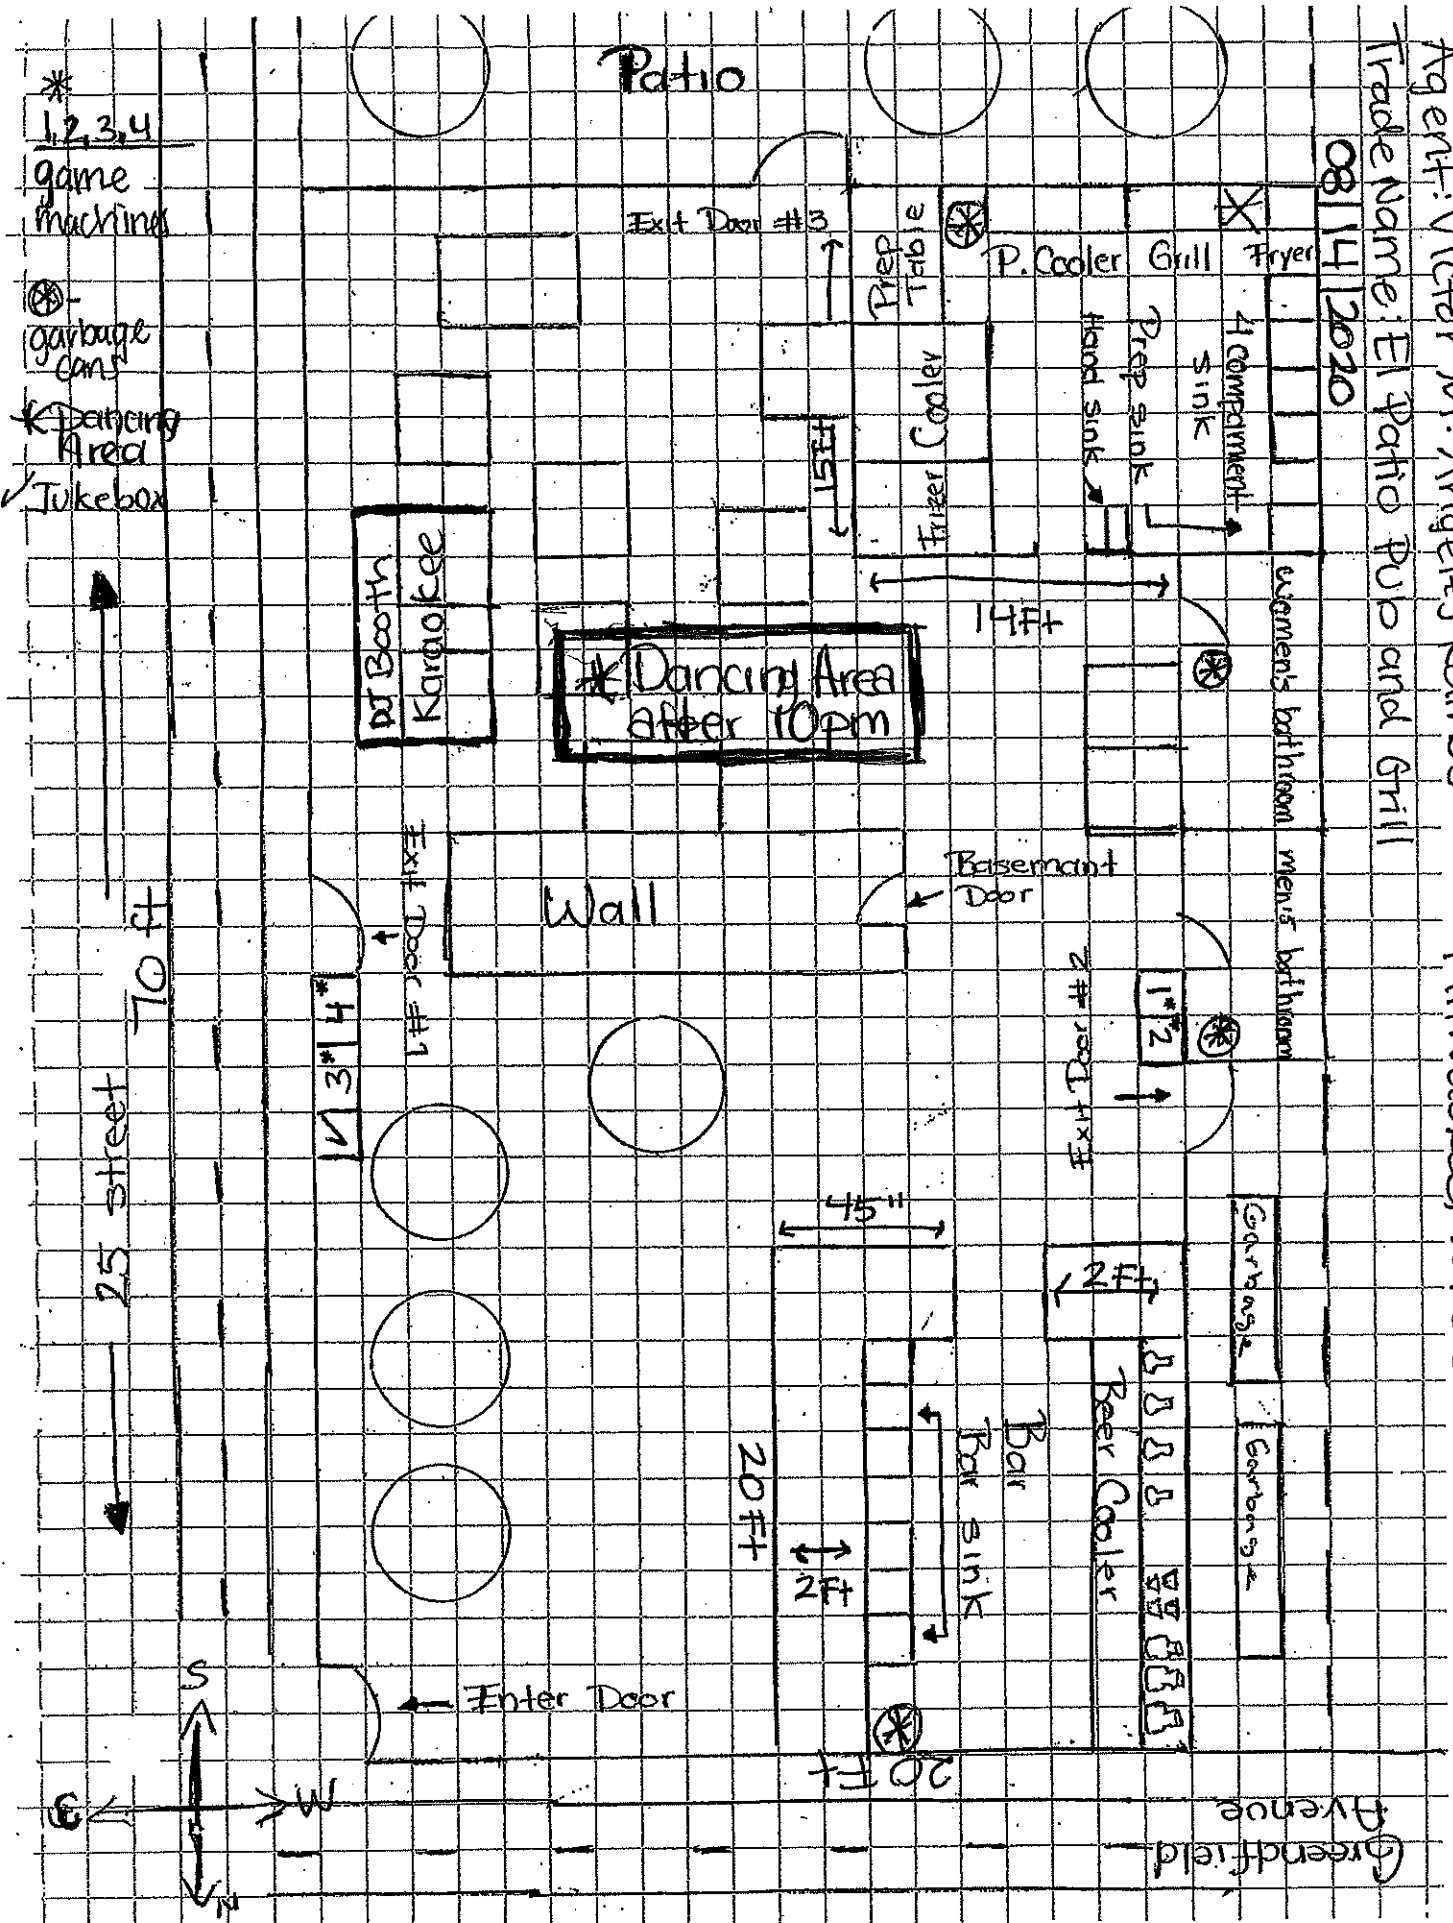 Agent: Victor M.
Trade Name: El Patio Pub and Grill
08/14/2020
Patio
*
1,2,3,4
game
machines
⊛-
garbage
cans
* Dancing
Area
✓ Jukebox
Exit Door #3
Prep
Table
P. Cooler
Grill
Fryer
4 compartment
sink
Prep sink
Hand sink
Frizer Cooler
15Ft
14Ft
DJ Booth
Karaokee
* Dancing Area
after 10pm
women's bathroom
men's bathroom
Wall
Basemant
Door
Exit Door #1
Exit Door #2
1* 2*
✓ 3* 4*
70 ft
25 street
45"
2Ft
Garbage
Garbage
Beer Cooler
Bar
Bar sink
20Ft
2Ft
Enter Door
20Ft
S
E
W
N
Greendfield
Avenue